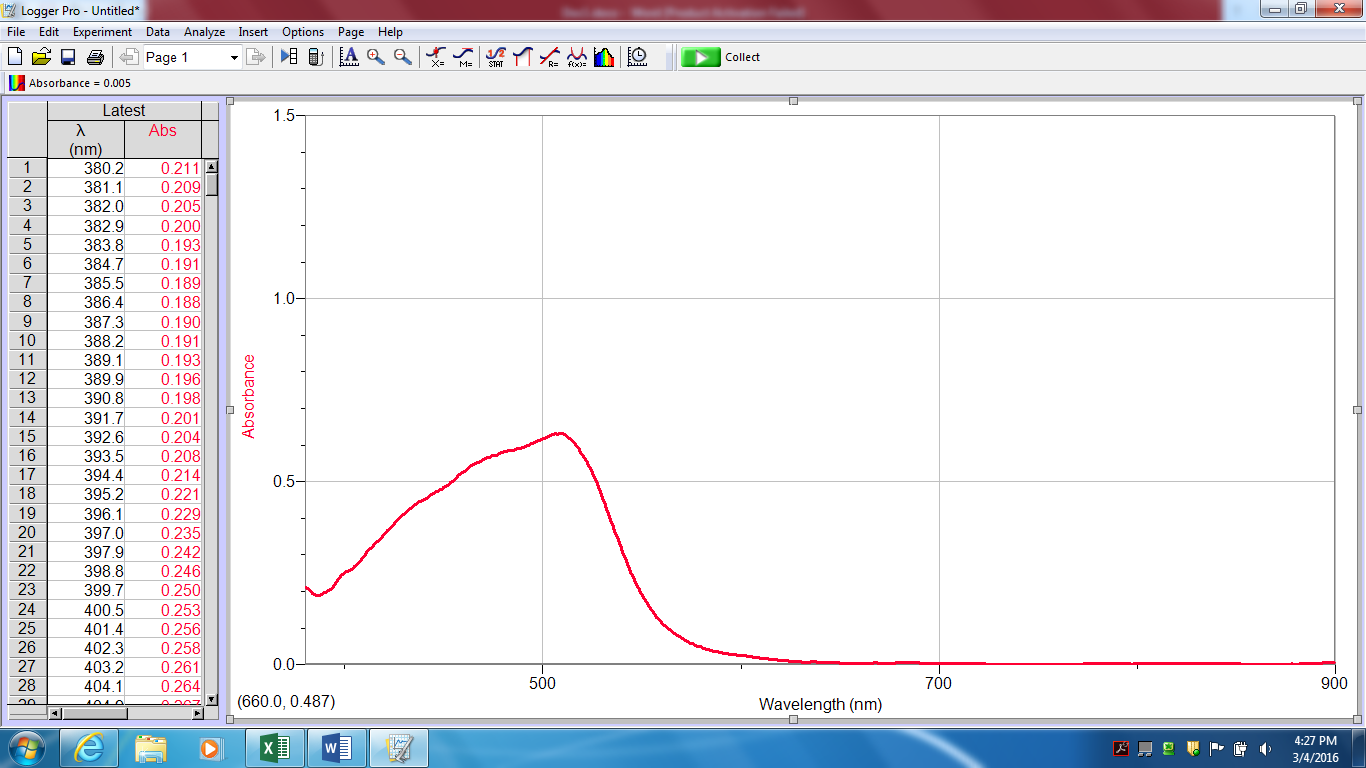 Logger Pro - Untitled*
File Edit Experiment Data Analyze Insert Options Page Help
Page 1
X= M= STAT R= f(x)= Collect
Absorbance = 0.005
Latest
λ Abs
(nm)
1 380.2 0.211
2 381.1 0.209
3 382.0 0.205
4 382.9 0.200
5 383.8 0.193
6 384.7 0.191
7 385.5 0.189
8 386.4 0.188
9 387.3 0.190
10 388.2 0.191
11 389.1 0.193
12 389.9 0.196
13 390.8 0.198
14 391.7 0.201
15 392.6 0.204
16 393.5 0.208
17 394.4 0.214
18 395.2 0.221
19 396.1 0.229
20 397.0 0.235
21 397.9 0.242
22 398.8 0.246
23 399.7 0.250
24 400.5 0.253
25 401.4 0.256
26 402.3 0.258
27 403.2 0.261
28 404.1 0.264
1.5
1.0
Absorbance
0.5
0.0
500 700 900
(660.0, 0.487)
Wavelength (nm)
4:27 PM
3/4/2016